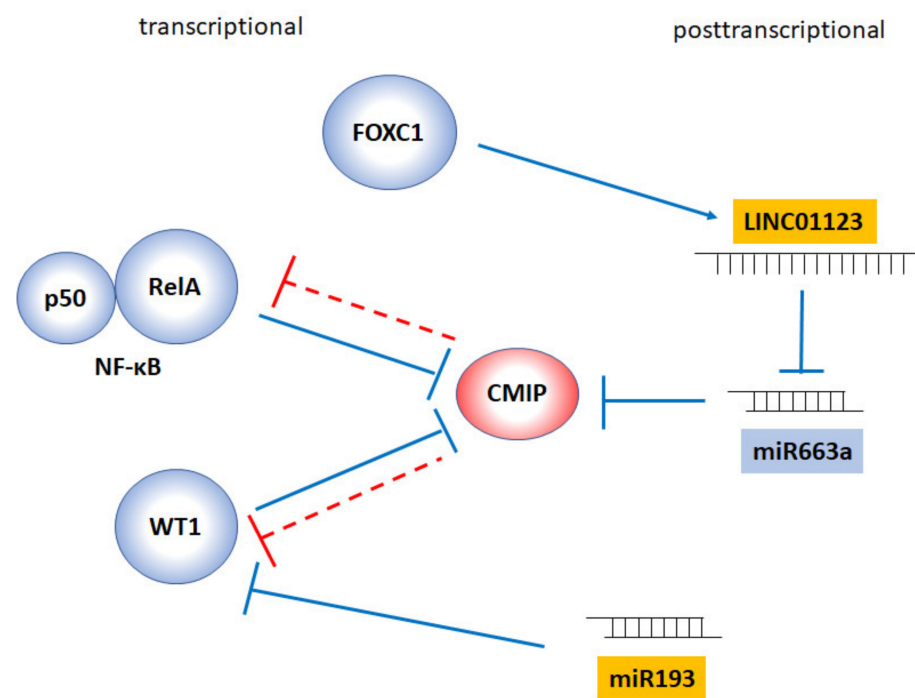 transcriptional
posttranscriptional
FOXC1
LINC01123
p50
RelA
NF-κB
CMIP
miR663a
WT1
miR193